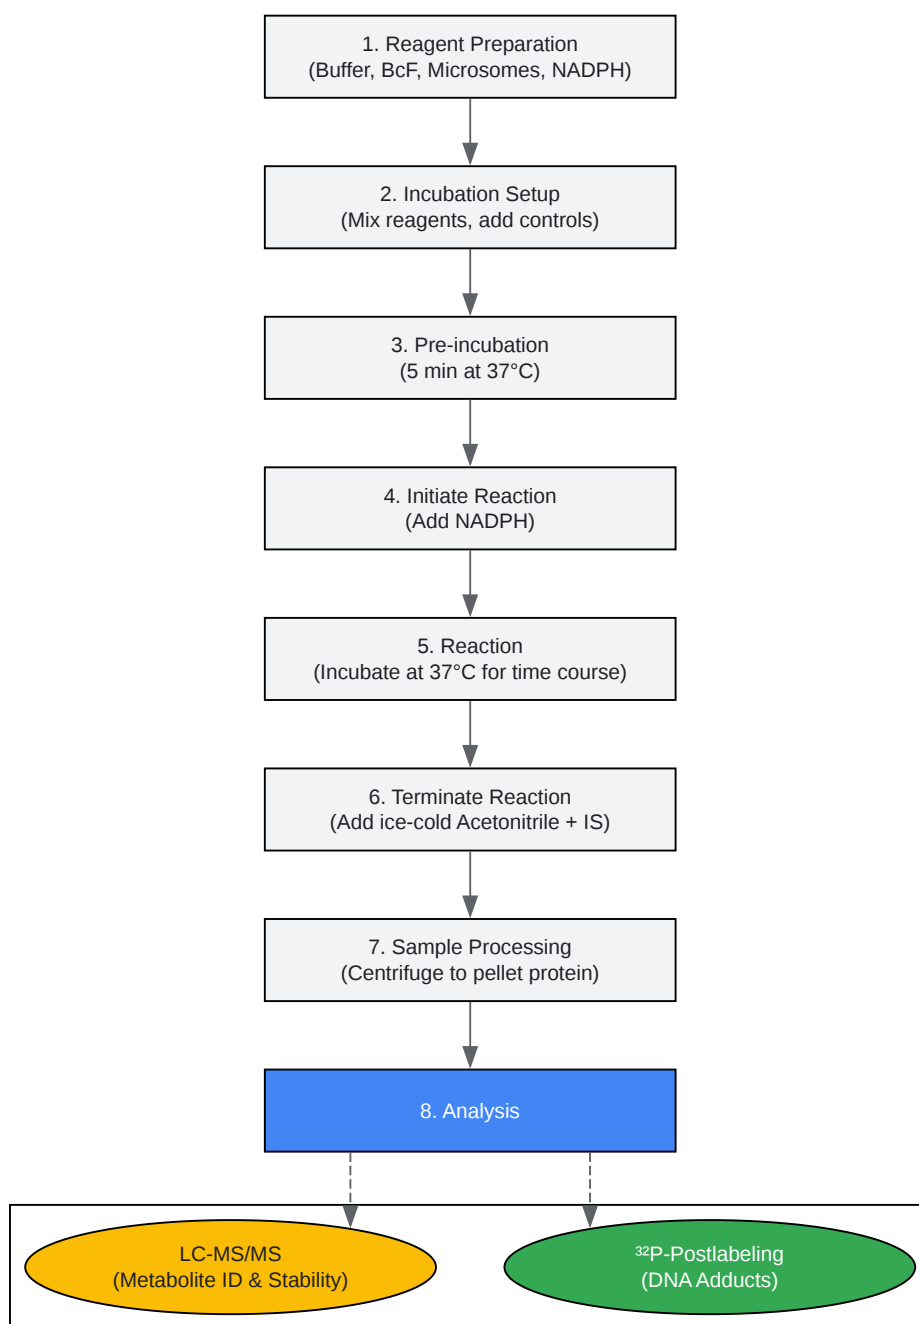 1. Reagent Preparation
(Buffer, BcF, Microsomes, NADPH)
2. Incubation Setup
(Mix reagents, add controls)
3. Pre-incubation
(5 min at 37°C)
4. Initiate Reaction
(Add NADPH)
5. Reaction
(Incubate at 37°C for time course)
6. Terminate Reaction
(Add ice-cold Acetonitrile + IS)
7. Sample Processing
(Centrifuge to pellet protein)
8. Analysis
LC-MS/MS
(Metabolite ID & Stability)
³²P-Postlabeling
(DNA Adducts)